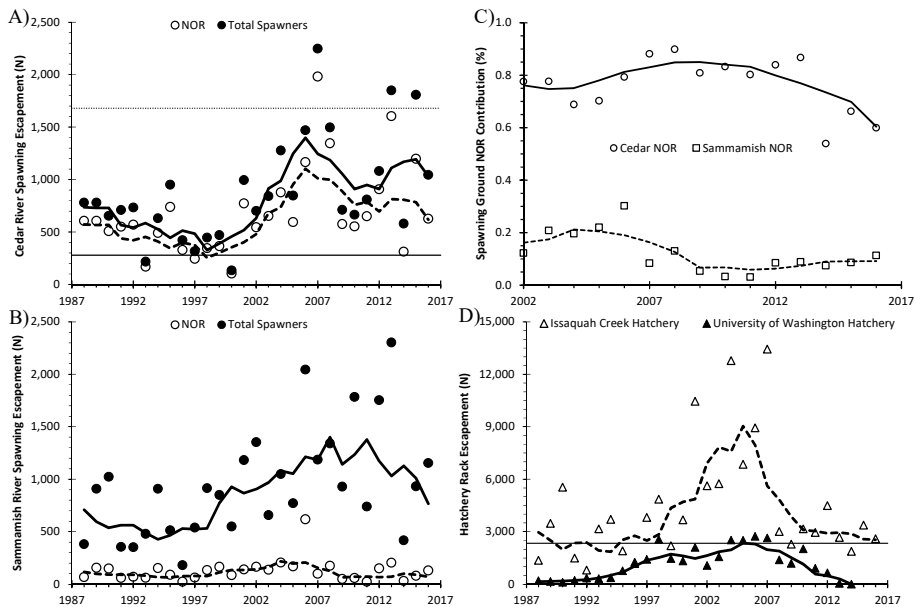 A)
NOR
Total Spawners
Cedar River Spawning Escapement (N)
2,500
2,000
1,500
1,000
500
0
1987 1992 1997 2002 2007 2012 2017
B)
NOR
Total Spawners
Sammamish River Spawning Escapement (N)
2,500
2,000
1,500
1,000
500
0
1987 1992 1997 2002 2007 2012 2017
C)
Spawning Ground NOR Contribution (%)
1.0
0.8
0.6
0.4
0.2
0.0
Cedar NOR
Sammamish NOR
2002 2007 2012 2017
D)
Issaquah Creek Hatchery
University of Washington Hatchery
Hatchery Rack Escapement (N)
15,000
12,000
9,000
6,000
3,000
0
1987 1992 1997 2002 2007 2012 2017